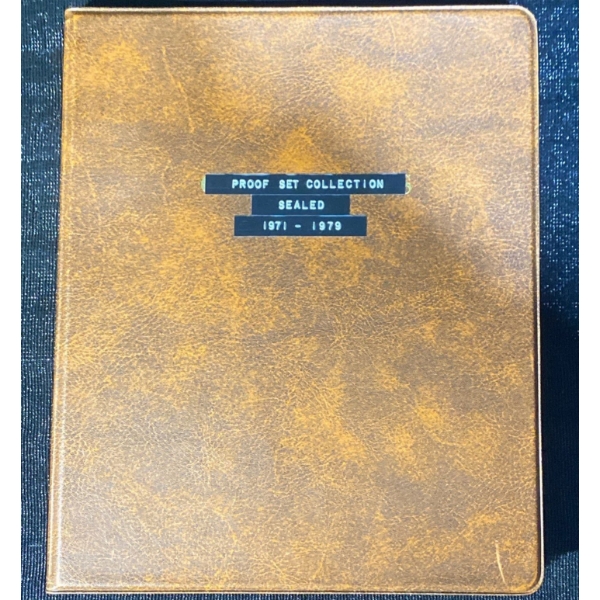 PROOF SET COLLECTION
SEALED
1971 - 1979